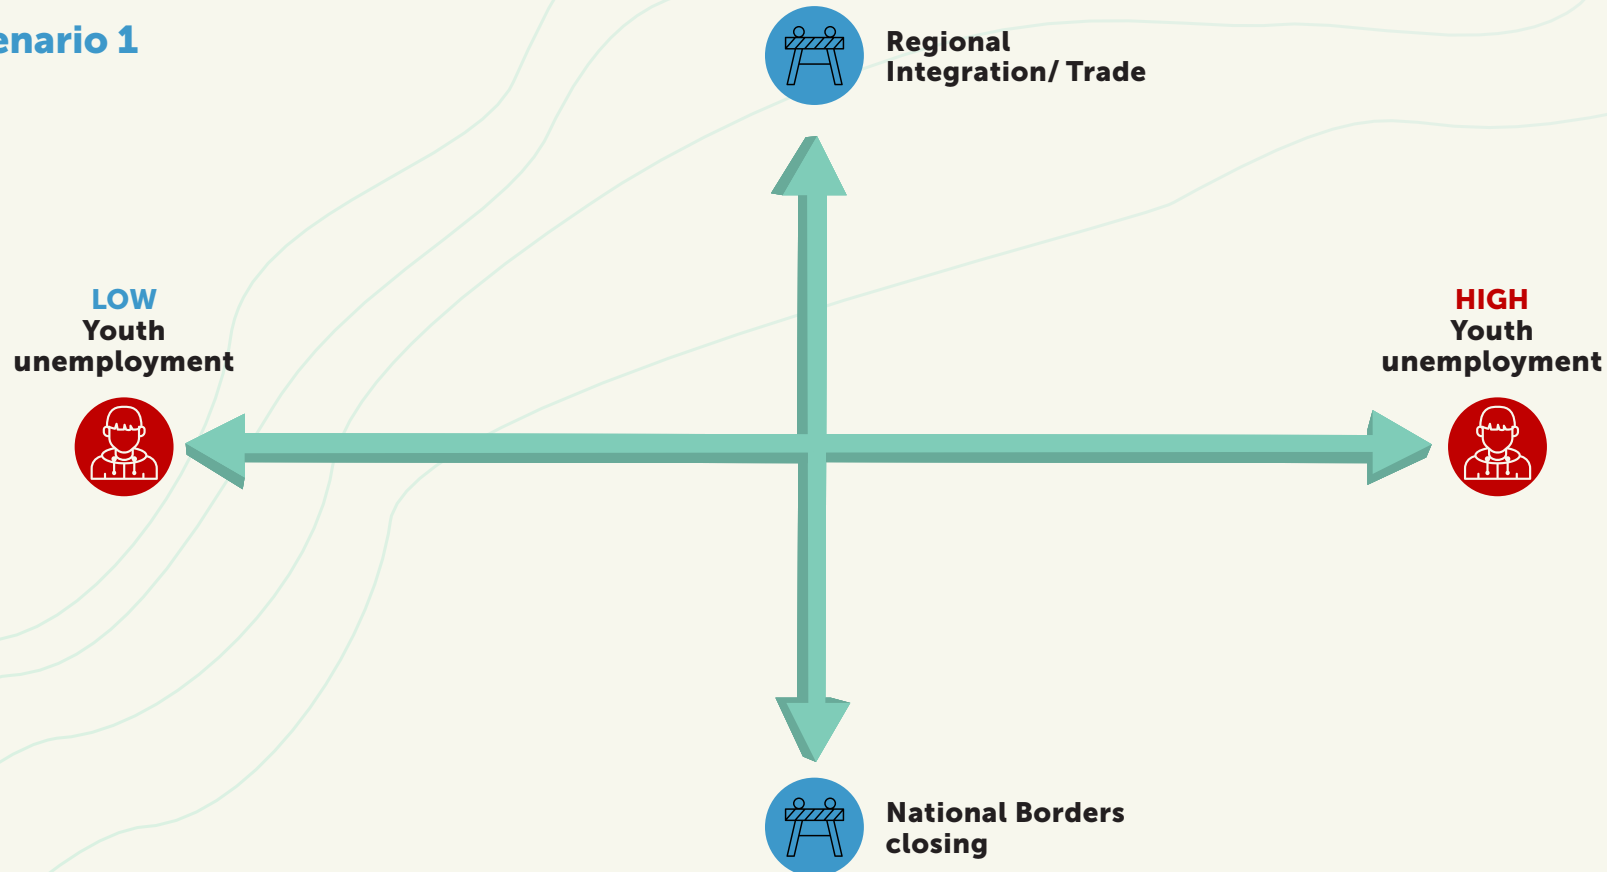 enario 1
Regional
Integration/ Trade
LOW
Youth
unemployment
HIGH
Youth
unemployment
National Borders
closing